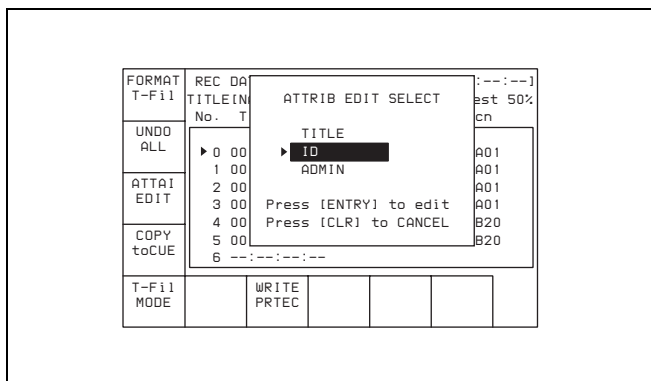 FORMAT
T-Fil
UNDO
ALL
ATTAI
EDIT
COPY
toCUE
T-Fil
MODE
WRITE
PRTEC
REC DA
:--:--]
TITLE[N
est 50%
No. T
cn
▶ 0 00
A01
1 00
A01
2 00
A01
3 00
A01
4 00
B20
5 00
B20
6 --:--:--:--
ATTRIB EDIT SELECT
TITLE
▶ ID
ADMIN
Press [ENTRY] to edit
Press [CLR] to CANCEL